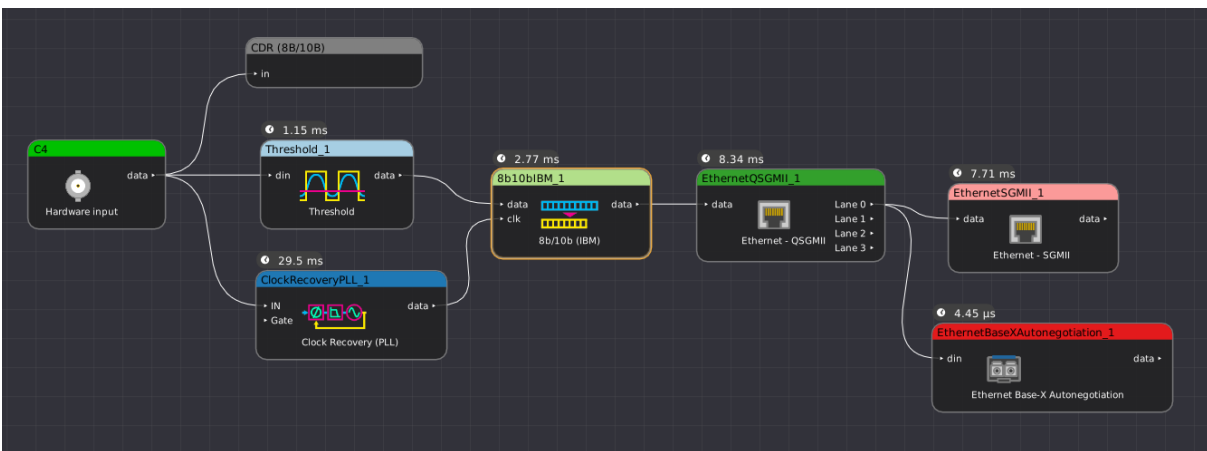 CDR (8B/10B)
in
C4
data
Hardware input
1.15 ms
Threshold_1
din
data
Threshold
29.5 ms
ClockRecoveryPLL_1
IN
data
Gate
Clock Recovery (PLL)
2.77 ms
8b10bIBM_1
data
data
clk
8b/10b (IBM)
8.34 ms
EthernetQSGMII_1
data
Lane 0
Lane 1
Lane 2
Lane 3
Ethernet - QSGMII
7.71 ms
EthernetSGMII_1
data
data
Ethernet - SGMII
4.45 µs
EthernetBaseXAutonegotiation_1
din
data
Ethernet Base-X Autonegotiation